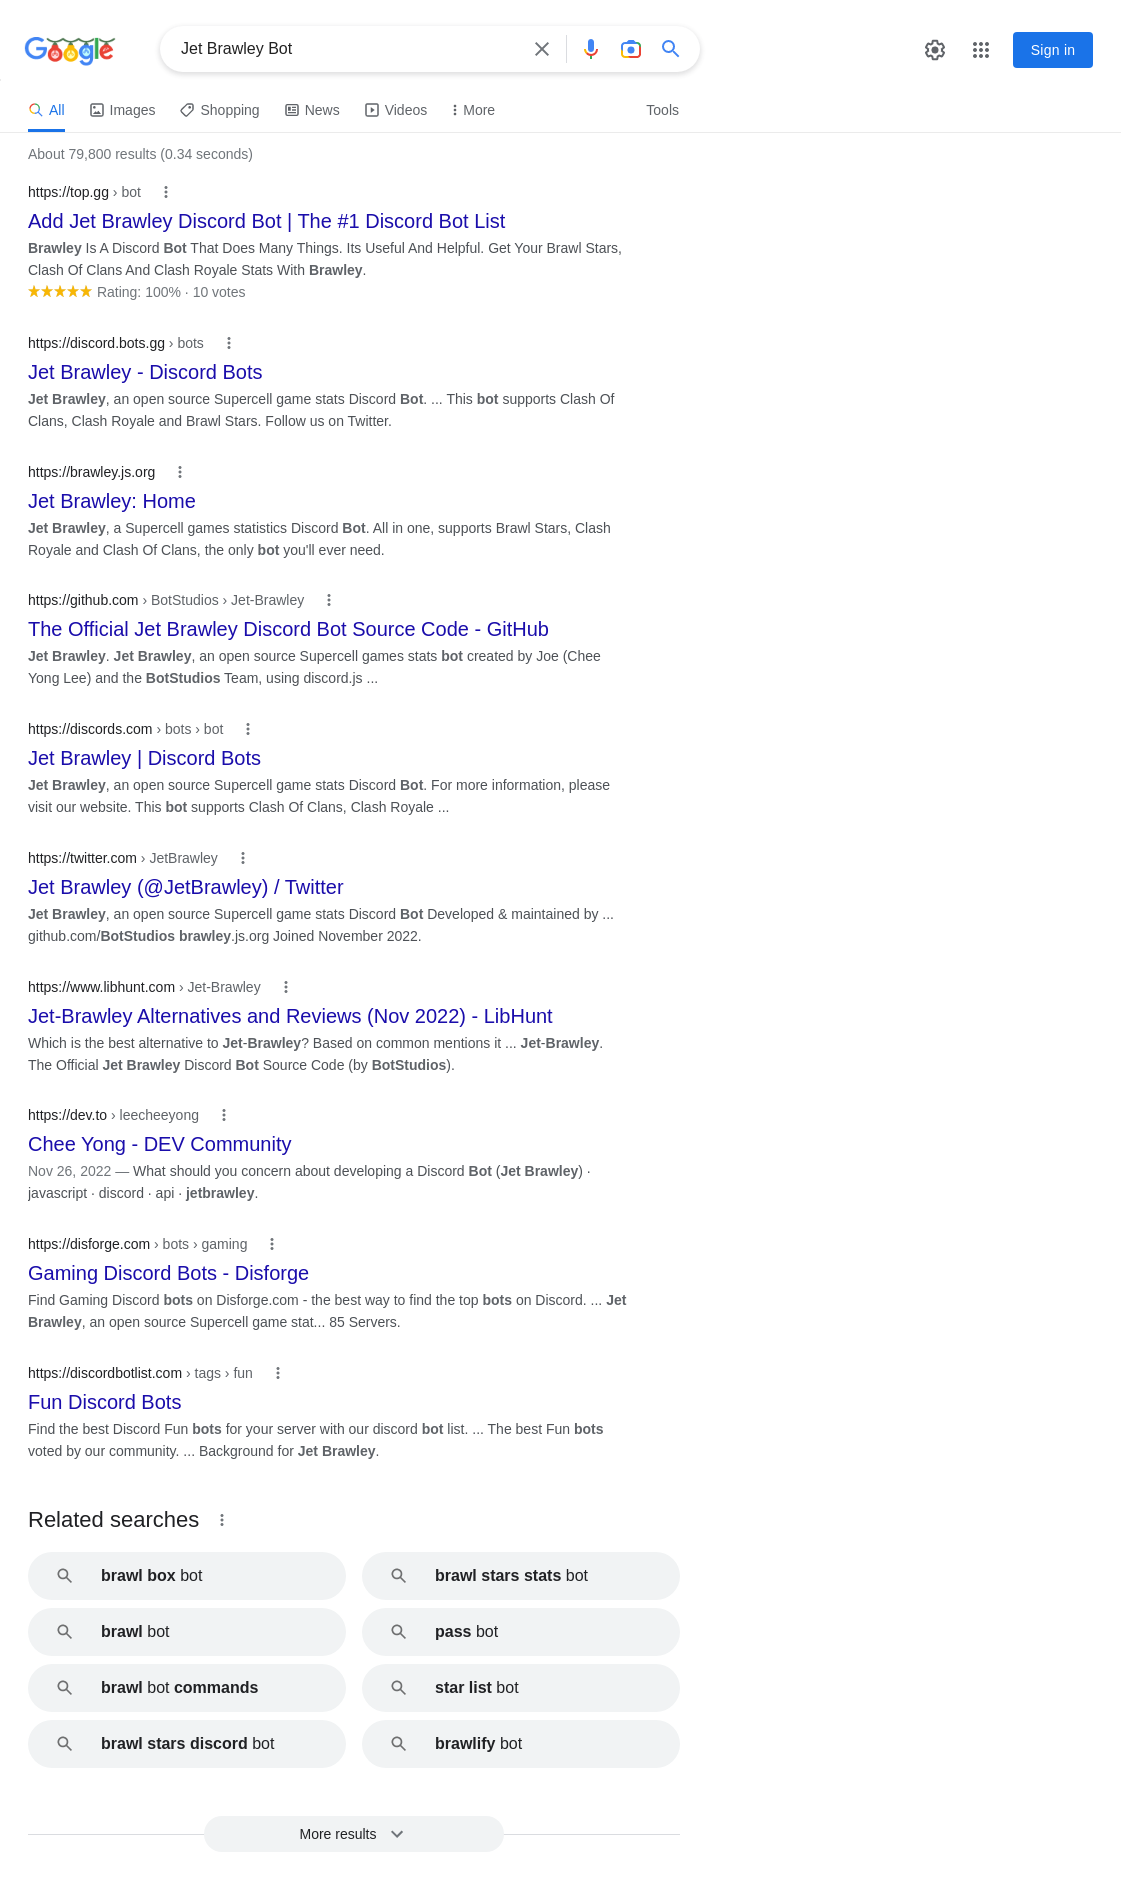 Google
Jet Brawley Bot
Sign in
All Images Shopping News Videos More Tools
About 79,800 results (0.34 seconds)
https://top.gg › bot
Add Jet Brawley Discord Bot | The #1 Discord Bot List
Brawley Is A Discord Bot That Does Many Things. Its Useful And Helpful. Get Your Brawl Stars,
Clash Of Clans And Clash Royale Stats With Brawley.
Rating: 100% · 10 votes
https://discord.bots.gg › bots
Jet Brawley - Discord Bots
Jet Brawley, an open source Supercell game stats Discord Bot. ... This bot supports Clash Of
Clans, Clash Royale and Brawl Stars. Follow us on Twitter.
https://brawley.js.org
Jet Brawley: Home
Jet Brawley, a Supercell games statistics Discord Bot. All in one, supports Brawl Stars, Clash
Royale and Clash Of Clans, the only bot you'll ever need.
https://github.com › BotStudios › Jet-Brawley
The Official Jet Brawley Discord Bot Source Code - GitHub
Jet Brawley. Jet Brawley, an open source Supercell games stats bot created by Joe (Chee
Yong Lee) and the BotStudios Team, using discord.js ...
https://discords.com › bots › bot
Jet Brawley | Discord Bots
Jet Brawley, an open source Supercell game stats Discord Bot. For more information, please
visit our website. This bot supports Clash Of Clans, Clash Royale ...
https://twitter.com › JetBrawley
Jet Brawley (@JetBrawley) / Twitter
Jet Brawley, an open source Supercell game stats Discord Bot Developed & maintained by ...
github.com/BotStudios brawley.js.org Joined November 2022.
https://www.libhunt.com › Jet-Brawley
Jet-Brawley Alternatives and Reviews (Nov 2022) - LibHunt
Which is the best alternative to Jet-Brawley? Based on common mentions it ... Jet-Brawley.
The Official Jet Brawley Discord Bot Source Code (by BotStudios).
https://dev.to › leecheeyong
Chee Yong - DEV Community
Nov 26, 2022 — What should you concern about developing a Discord Bot (Jet Brawley) ·
javascript · discord · api · jetbrawley.
https://disforge.com › bots › gaming
Gaming Discord Bots - Disforge
Find Gaming Discord bots on Disforge.com - the best way to find the top bots on Discord. ... Jet
Brawley, an open source Supercell game stat... 85 Servers.
https://discordbotlist.com › tags › fun
Fun Discord Bots
Find the best Discord Fun bots for your server with our discord bot list. ... The best Fun bots
voted by our community. ... Background for Jet Brawley.
Related searches
brawl box bot
brawl stars stats bot
brawl bot
pass bot
brawl bot commands
star list bot
brawl stars discord bot
brawlify bot
More results